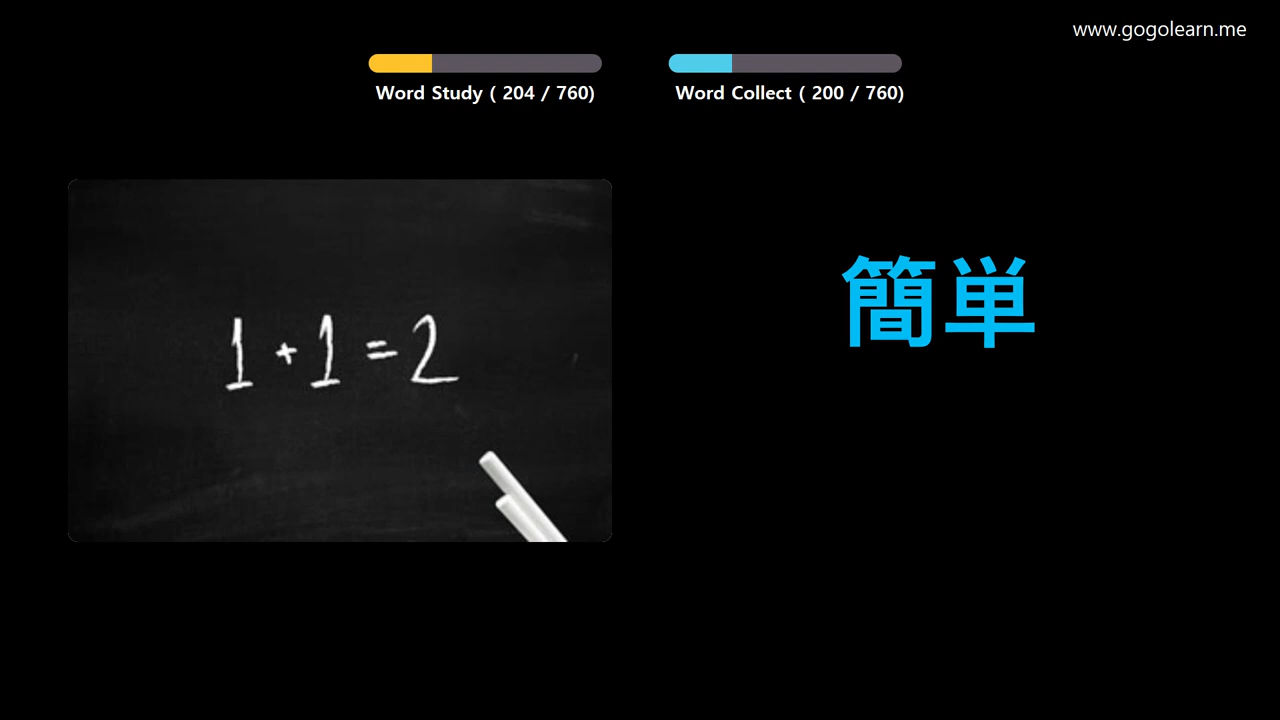 www.gogolearn.me
Word Study ( 204 / 760)
Word Collect ( 200 / 760)
簡単
1 + 1 = 2